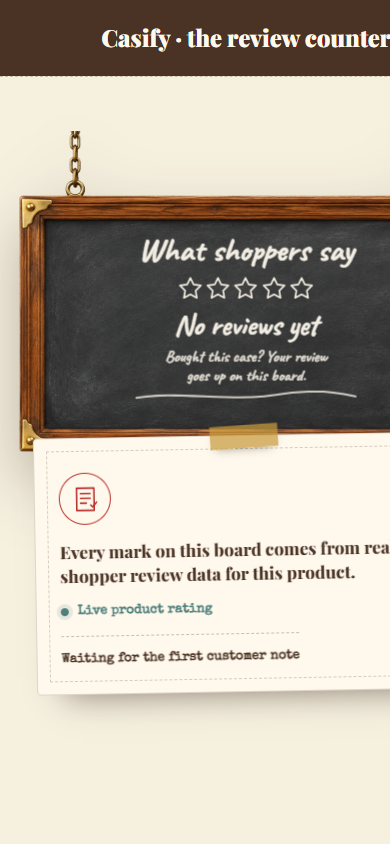 Casify · the review counter
What shoppers say
No reviews yet
Bought this case? Your review
goes up on this board.
Every mark on this board comes from
shopper review data for this product.
Live product rating
Waiting for the first customer note